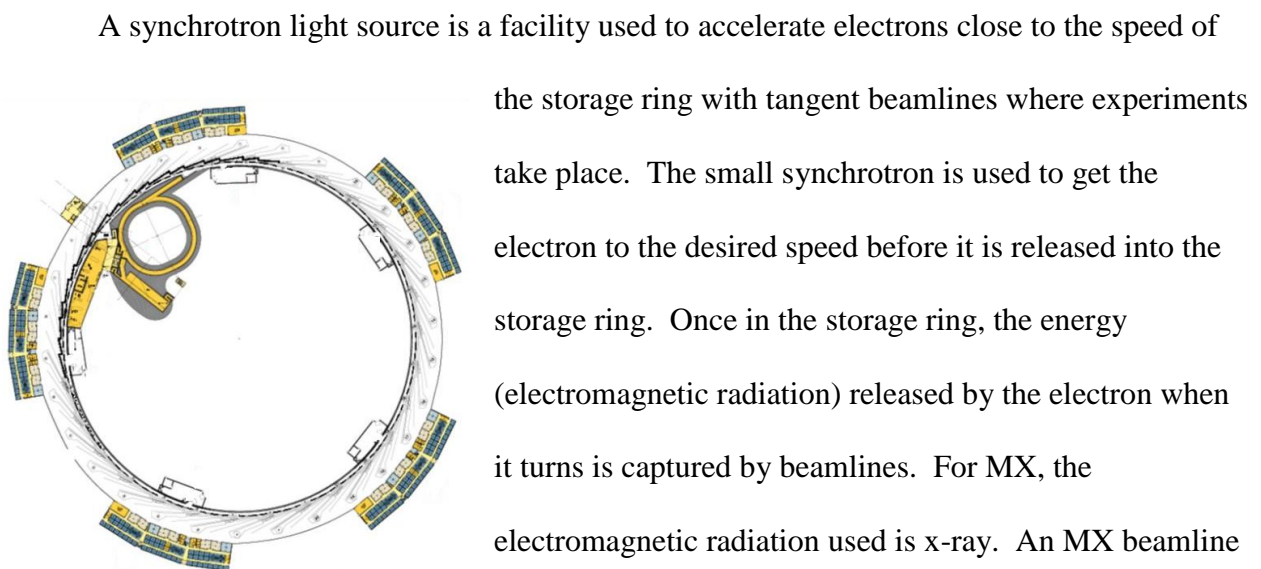 A synchrotron light source is a facility used to accelerate electrons close to the speed of
the storage ring with tangent beamlines where experiments
take place. The small synchrotron is used to get the
electron to the desired speed before it is released into the
storage ring. Once in the storage ring, the energy
(electromagnetic radiation) released by the electron when
it turns is captured by beamlines. For MX, the
electromagnetic radiation used is x-ray. An MX beamline